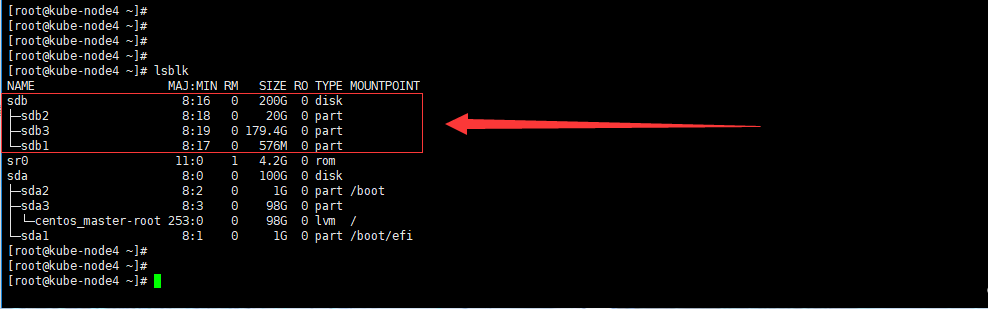 [root@kube-node4 ~]#
[root@kube-node4 ~]#
[root@kube-node4 ~]#
[root@kube-node4 ~]#
[root@kube-node4 ~]# lsblk
NAME                   MAJ:MIN RM   SIZE RO TYPE MOUNTPOINT
sdb                      8:16   0   200G  0 disk
├─sdb2                   8:18   0    20G  0 part
├─sdb3                   8:19   0 179.4G  0 part
└─sdb1                   8:17   0   576M  0 part
sr0                     11:0    1   4.2G  0 rom
sda                      8:0    0   100G  0 disk
├─sda2                   8:2    0     1G  0 part /boot
├─sda3                   8:3    0    98G  0 part
│ └─centos_master-root 253:0    0    98G  0 lvm  /
└─sda1                   8:1    0     1G  0 part /boot/efi
[root@kube-node4 ~]#
[root@kube-node4 ~]#
[root@kube-node4 ~]#